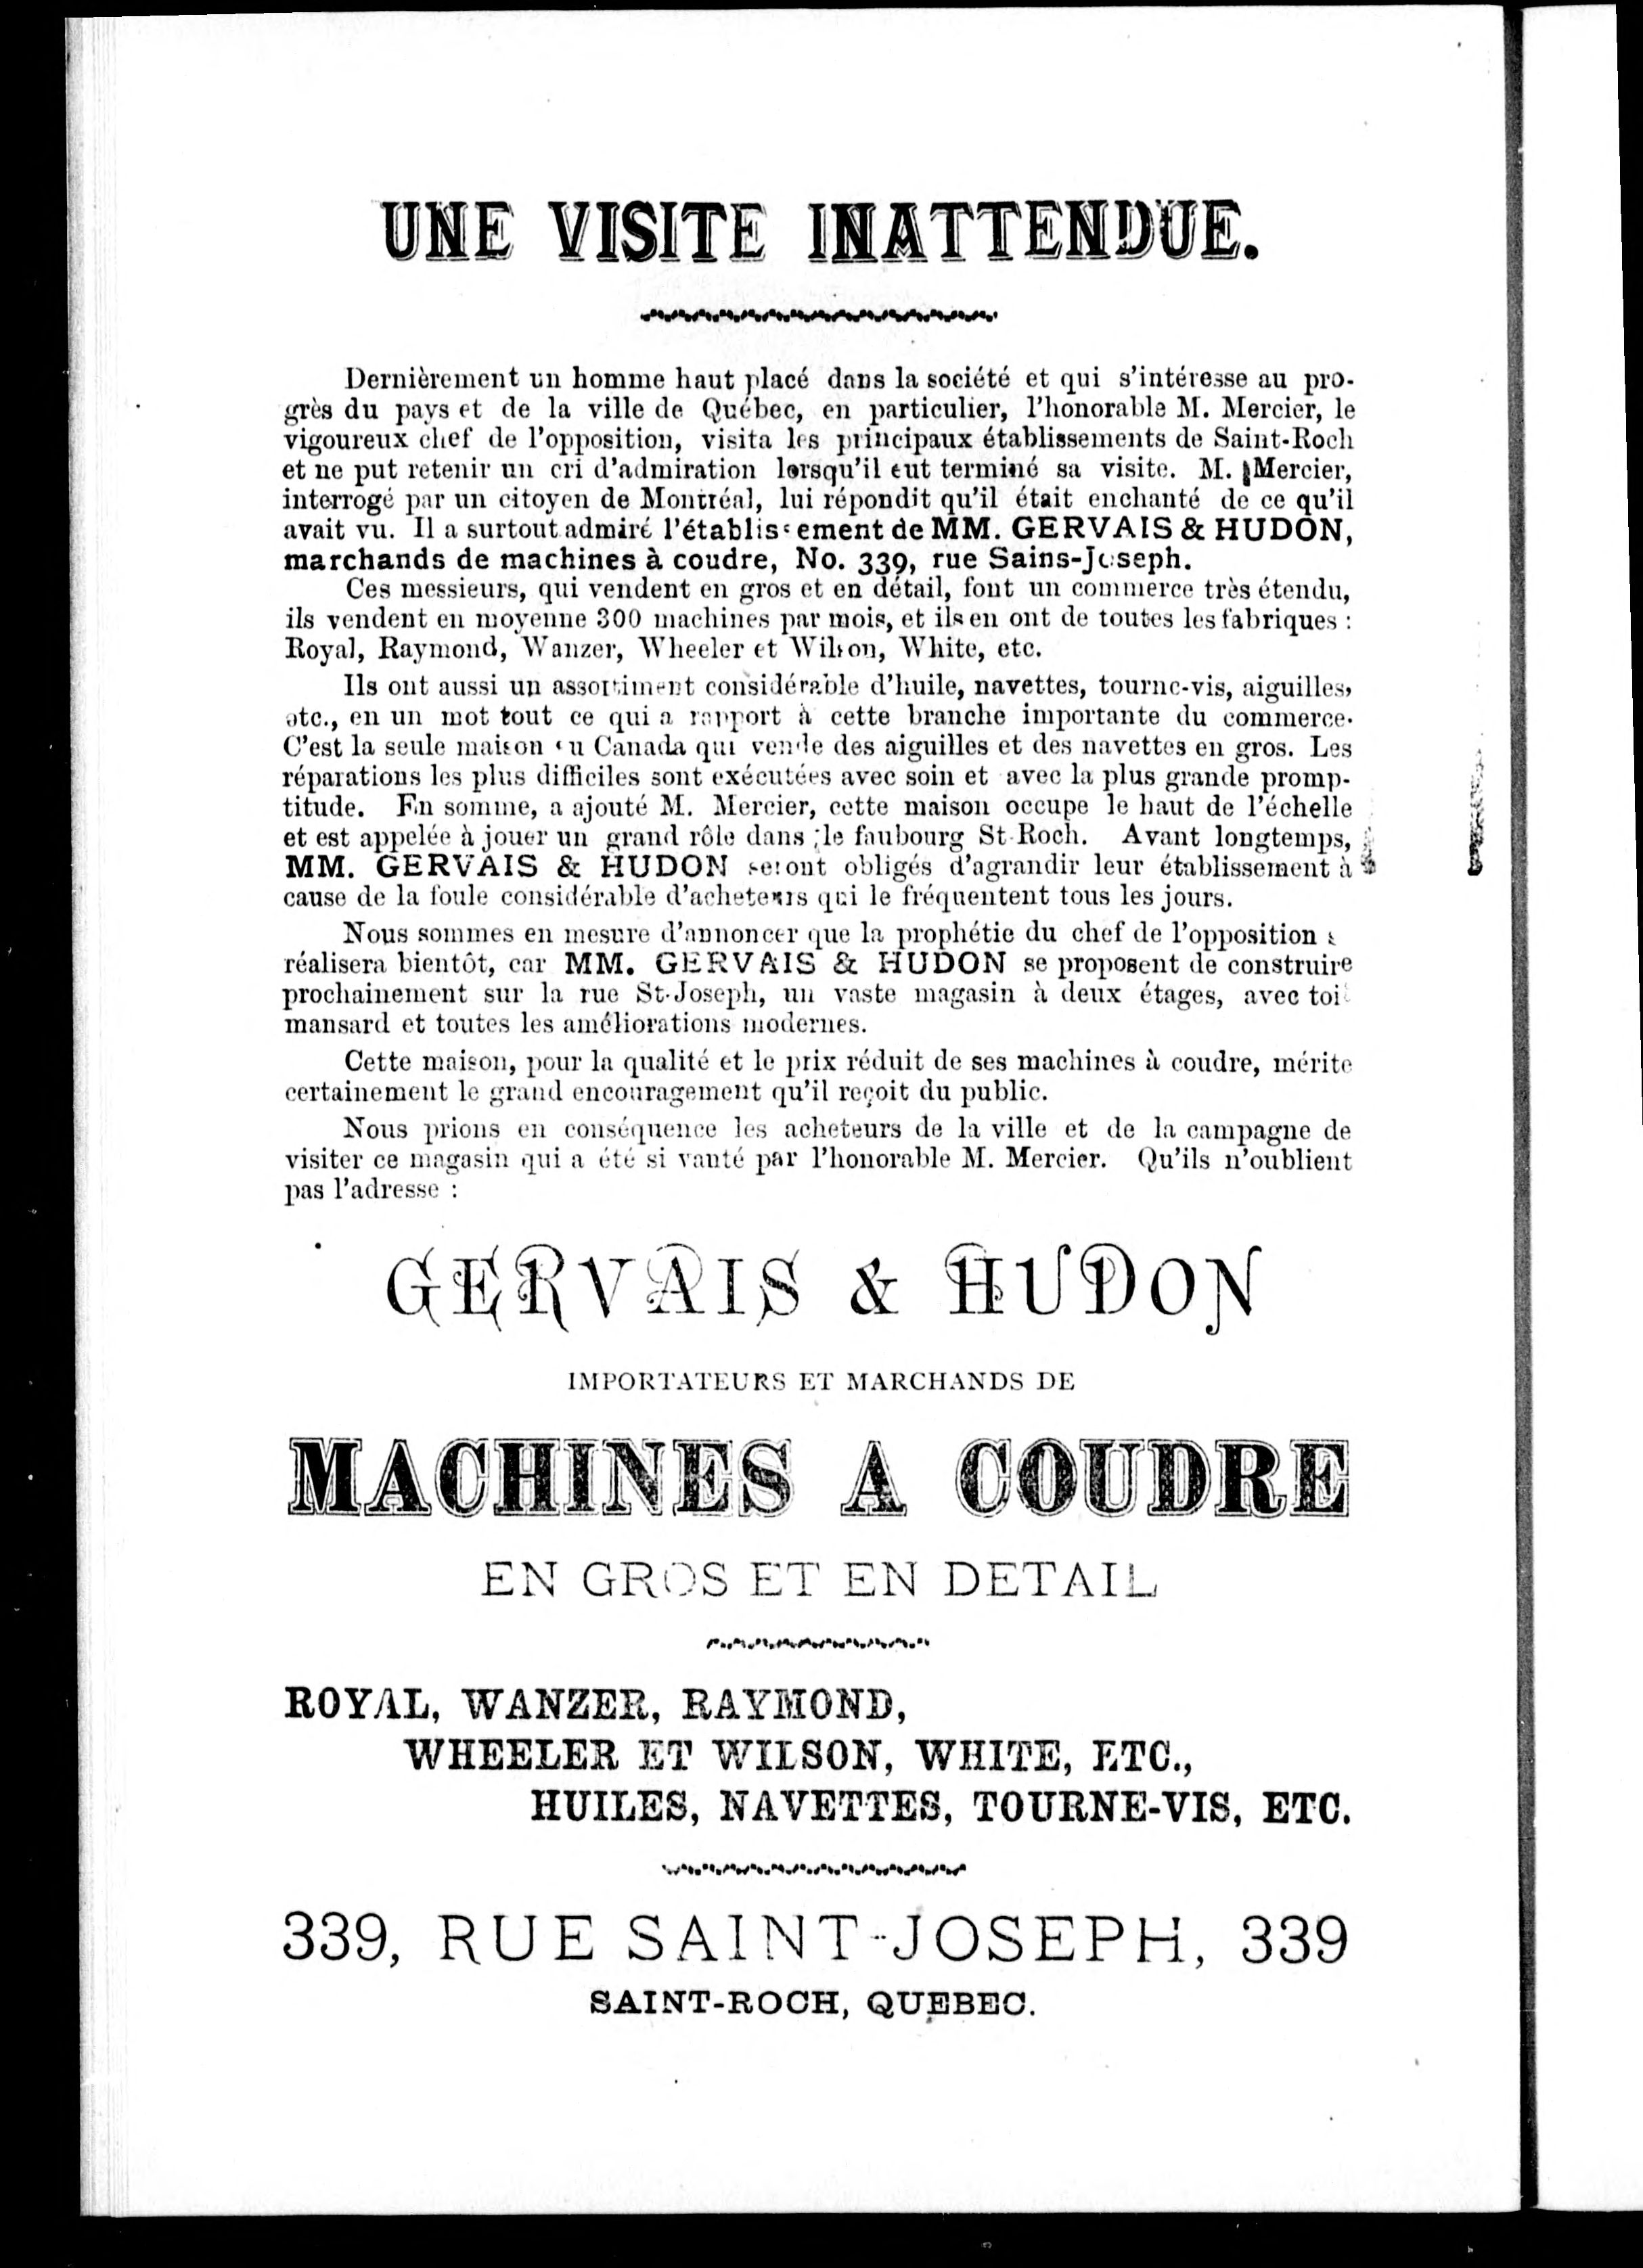 UNE VISITE INATTENDUE.
Dernièrement un homme haut placé dans la société et qui s'intéresse au pro-
grès du pays et de la ville de Québec, en particulier, l'honorable M. Mercier, le
vigoureux chef de l'opposition, visita les principaux établissements de Saint-Roch
et ne put retenir un cri d'admiration lorsqu'il eut terminé sa visite. M. Mercier,
interrogé par un citoyen de Montréal, lui répondit qu'il était enchanté de ce qu'il
avait vu. Il a surtout admiré l'établissement de MM. GERVAIS & HUDON,
marchands de machines à coudre, No. 339, rue Sains-Joseph.
Ces messieurs, qui vendent en gros et en détail, font un commerce très étendu,
ils vendent en moyenne 300 machines par mois, et ils en ont de toutes les fabriques :
Royal, Raymond, Wanzer, Wheeler et Wilson, White, etc.
Ils ont aussi un assortiment considérable d'huile, navettes, tourne-vis, aiguilles,
etc., en un mot tout ce qui a rapport à cette branche importante du commerce.
C'est la seule maison au Canada qui vende des aiguilles et des navettes en gros. Les
réparations les plus difficiles sont exécutées avec soin et avec la plus grande promp-
titude. En somme, a ajouté M. Mercier, cette maison occupe le haut de l'échelle
et est appelée à jouer un grand rôle dans le faubourg St-Roch. Avant longtemps,
MM. GERVAIS & HUDON seront obligés d'agrandir leur établissement à
cause de la foule considérable d'acheteurs qui le fréquentent tous les jours.
Nous sommes en mesure d'annoncer que la prophétie du chef de l'opposition
réalisera bientôt, car MM. GERVAIS & HUDON se proposent de construire
prochainement sur la rue St-Joseph, un vaste magasin à deux étages, avec toi
mansard et toutes les améliorations modernes.
Cette maison, pour la qualité et le prix réduit de ses machines à coudre, mérite
certainement le grand encouragement qu'il reçoit du public.
Nous prions en conséquence les acheteurs de la ville et de la campagne de
visiter ce magasin qui a été si vanté par l'honorable M. Mercier. Qu'ils n'oublient
pas l'adresse :
GERVAIS & HUDON
IMPORTATEURS ET MARCHANDS DE
MACHINES A COUDRE
EN GROS ET EN DETAIL
ROYAL, WANZER, RAYMOND,
WHEELER ET WILSON, WHITE, ETC.,
HUILES, NAVETTES, TOURNE-VIS, ETC.
339, RUE SAINT-JOSEPH, 339
SAINT-ROCH, QUEBEC.